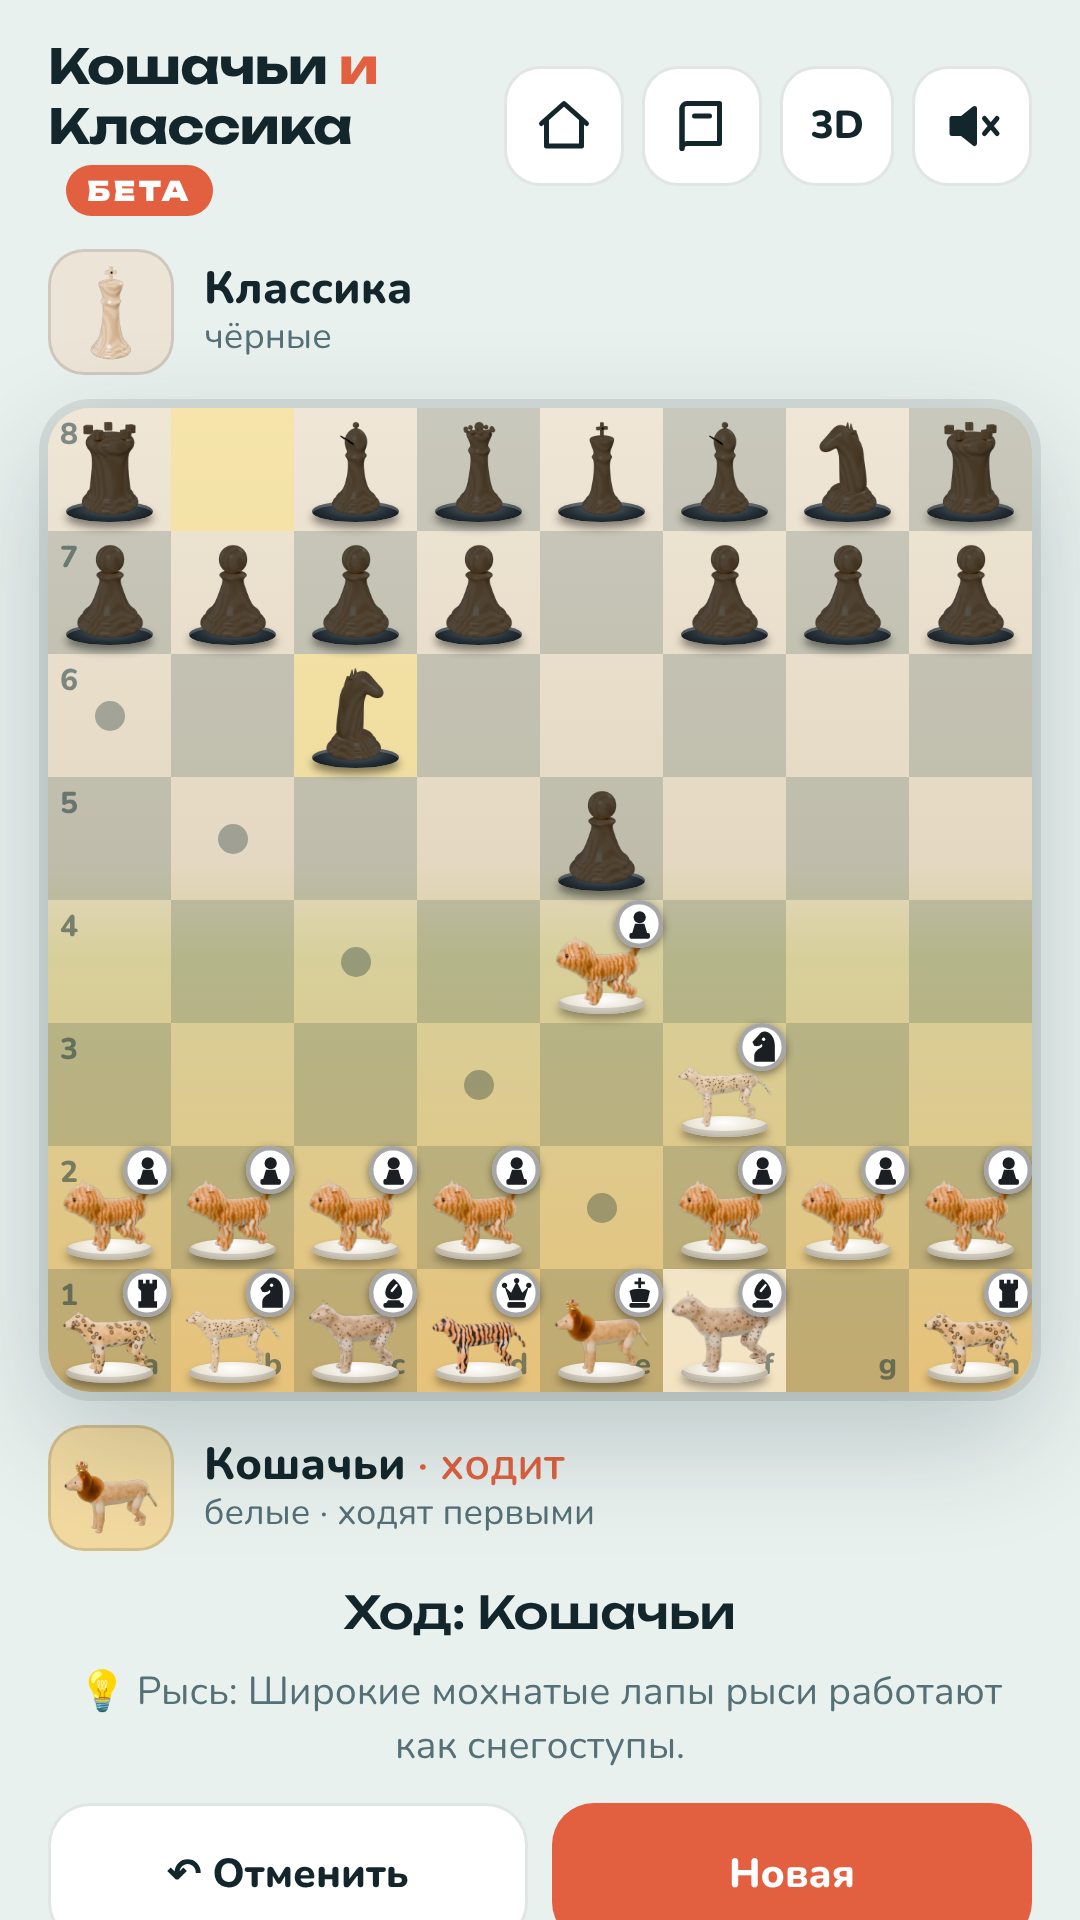 Кошачьи и
Классика
БЕТА
3D
Классика
чёрные
8
7
6
5
4
3
2
1
a b c d e f g h
Кошачьи · ходит
белые · ходят первыми
Ход: Кошачьи
💡 Рысь: Широкие мохнатые лапы рыси работают
как снегоступы.
↶ Отменить
Новая